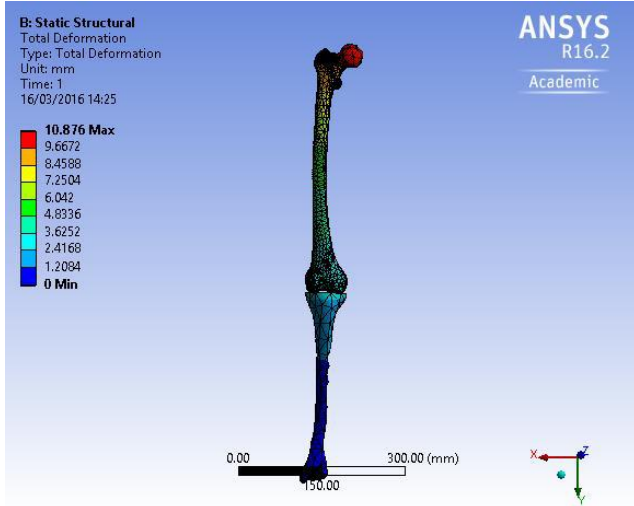 B: Static Structural
Total Deformation
Type: Total Deformation
Unit: mm
Time: 1
16/03/2016 14:25
10.876 Max
9.6672
8.4588
7.2504
6.042
4.8336
3.6252
2.4168
1.2084
0 Min
ANSYS
R16.2
Academic
0.00
300.00 (mm)
150.00
X
Z
Y